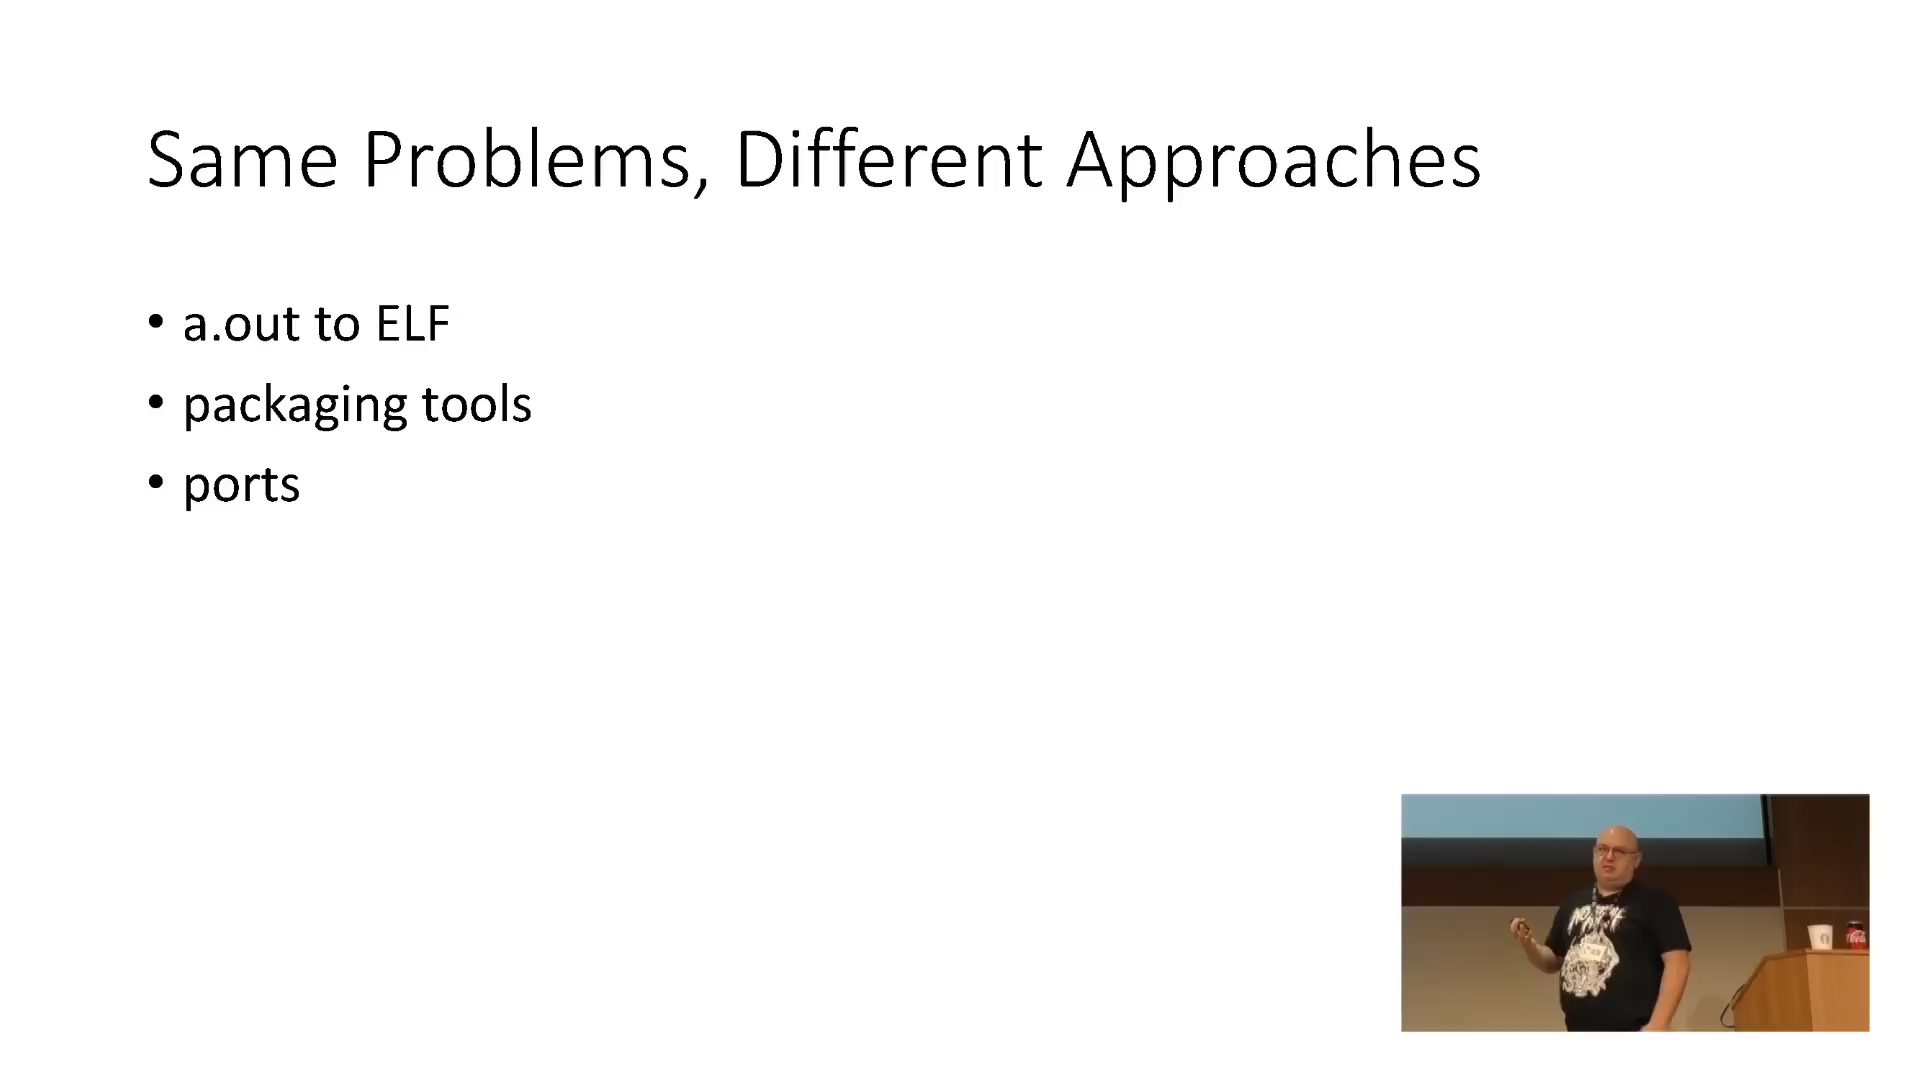 Same Problems, Different Approaches
• a.out to ELF
• packaging tools
• ports